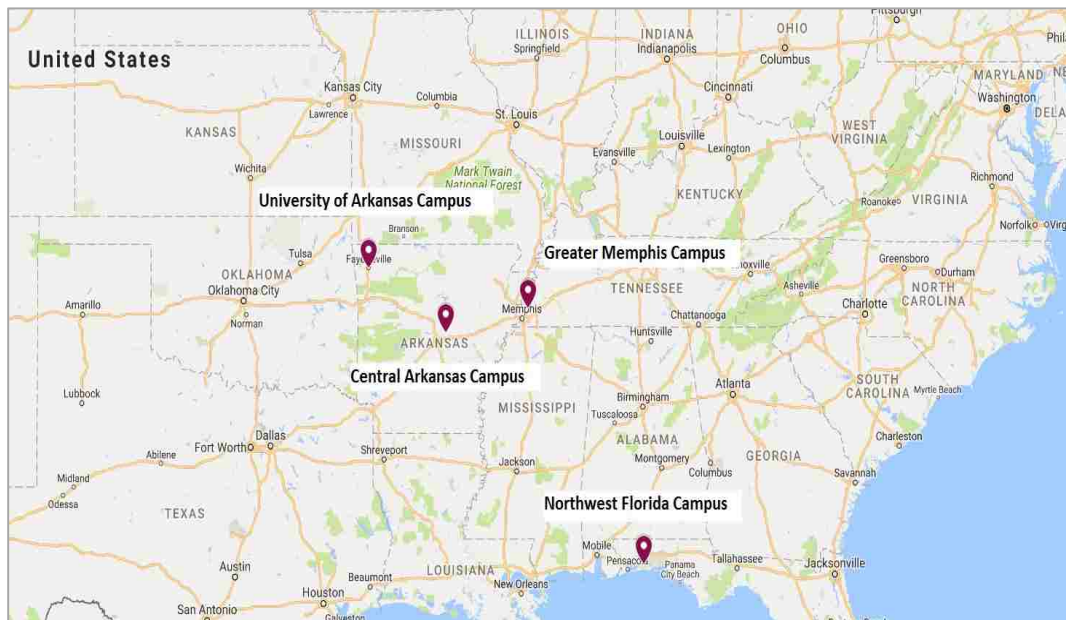 United States
ILLINOIS
Springfield
INDIANA
Indianapolis
OHIO
Columbus
Pittsburgh
MARYLAND
Washington
Kansas City
Lawrence
Columbia
St. Louis
Cincinnati
KANSAS
MISSOURI
WEST
VIRGINIA
Louisville
Lexington
Evansville
Wichita
Mark Twain
National Forest
KENTUCKY
Richmond
VIRGINIA
Roanoke
Norfolk
University of Arkansas Campus
Branson
Tulsa
Greater Memphis Campus
OKLAHOMA
Oklahoma City
Norman
Amarillo
TENNESSEE
Asheville
Greensboro
Durham
NORTH
CAROLINA
Charlotte
Memphis
Chattanooga
Huntsville
ARKANSAS
Central Arkansas Campus
Lubbock
MISSISSIPPI
Birmingham
Tuscaloosa
Atlanta
SOUTH
CAROLINA
Myrtle Beach
Charleston
Fort Worth
Dallas
Abilene
Shreveport
Jackson
ALABAMA
Montgomery
Columbus
GEORGIA
Savannah
Midland
Odessa
TEXAS
Northwest Florida Campus
Mobile
Panama
City Beach
Tallahassee
Jacksonville
Austin
LOUISIANA
Beaumont
New Orleans
Houston
San Antonio
Galveston